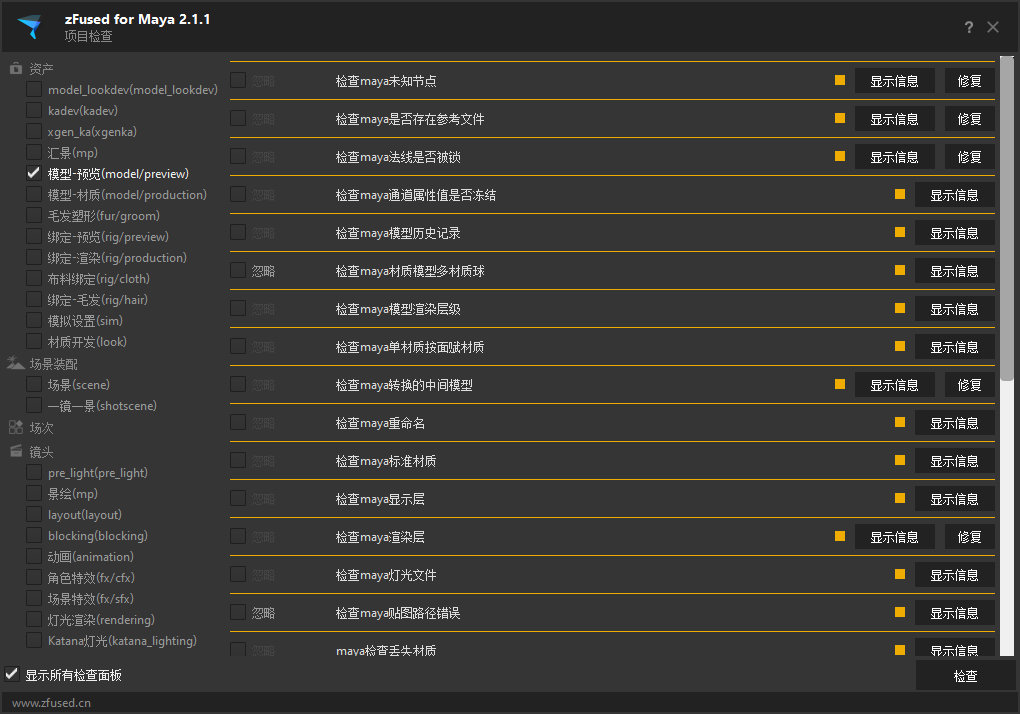 zFused for Maya 2.1.1
项目检查
?
资产
model_lookdev(model_lookdev)
kadev(kadev)
xgen_ka(xgenka)
汇景(mp)
模型-预览(model/preview)
模型-材质(model/production)
毛发塑形(fur/groom)
绑定-预览(rig/preview)
绑定-渲染(rig/production)
布料绑定(rig/cloth)
绑定-毛发(rig/hair)
模拟设置(sim)
材质开发(look)
场景装配
场景(scene)
一镜一景(shotscene)
场次
镜头
pre_light(pre_light)
景绘(mp)
layout(layout)
blocking(blocking)
动画(animation)
角色特效(fx/cfx)
场景特效(fx/sfx)
灯光渲染(rendering)
Katana灯光(katana_lighting)
忽略 检查maya未知节点 显示信息 修复
忽略 检查maya是否存在参考文件 显示信息 修复
忽略 检查maya法线是否被锁 显示信息 修复
忽略 检查maya通道属性值是否冻结 显示信息
忽略 检查maya模型历史记录 显示信息
忽略 检查maya材质模型多材质球 显示信息
忽略 检查maya模型渲染层级 显示信息
忽略 检查maya单材质按面赋材质 显示信息
忽略 检查maya转换的中间模型 显示信息 修复
忽略 检查maya重命名 显示信息
忽略 检查maya标准材质 显示信息
忽略 检查maya显示层 显示信息
忽略 检查maya渲染层 显示信息 修复
忽略 检查maya灯光文件 显示信息
忽略 检查maya贴图路径错误 显示信息
忽略 maya检查丢失材质 显示信息
显示所有检查面板
检查
www.zfused.cn